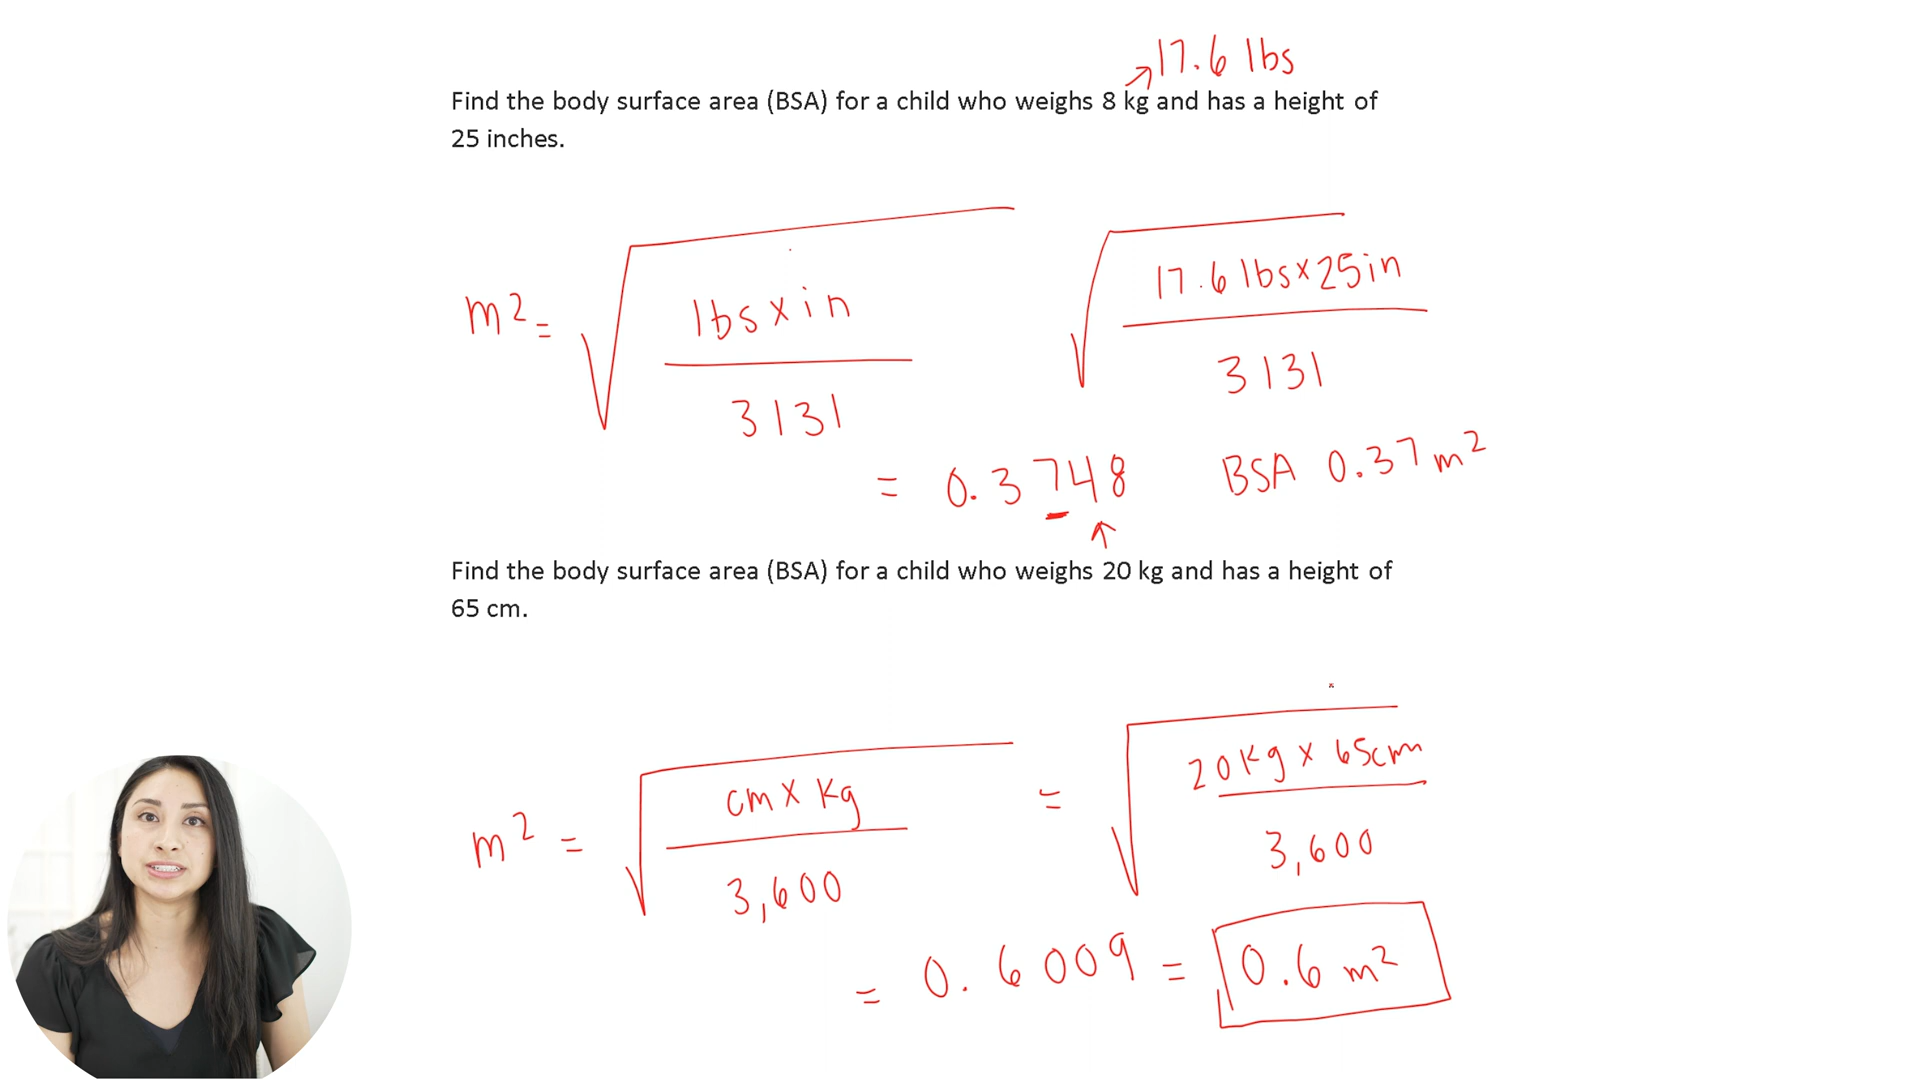 17.6 lbs
Find the body surface area (BSA) for a child who weighs 8 kg and has a height of
25 inches.
m² = √ lbs x in
3131
√ 17.6 lbs x 25 in
3131
= 0.3748 BSA 0.37 m²
Find the body surface area (BSA) for a child who weighs 20 kg and has a height of
65 cm.
m² = √ cm x kg
3,600
= √ 20 kg x 65 cm
3,600
= 0.6009 = 0.6 m²